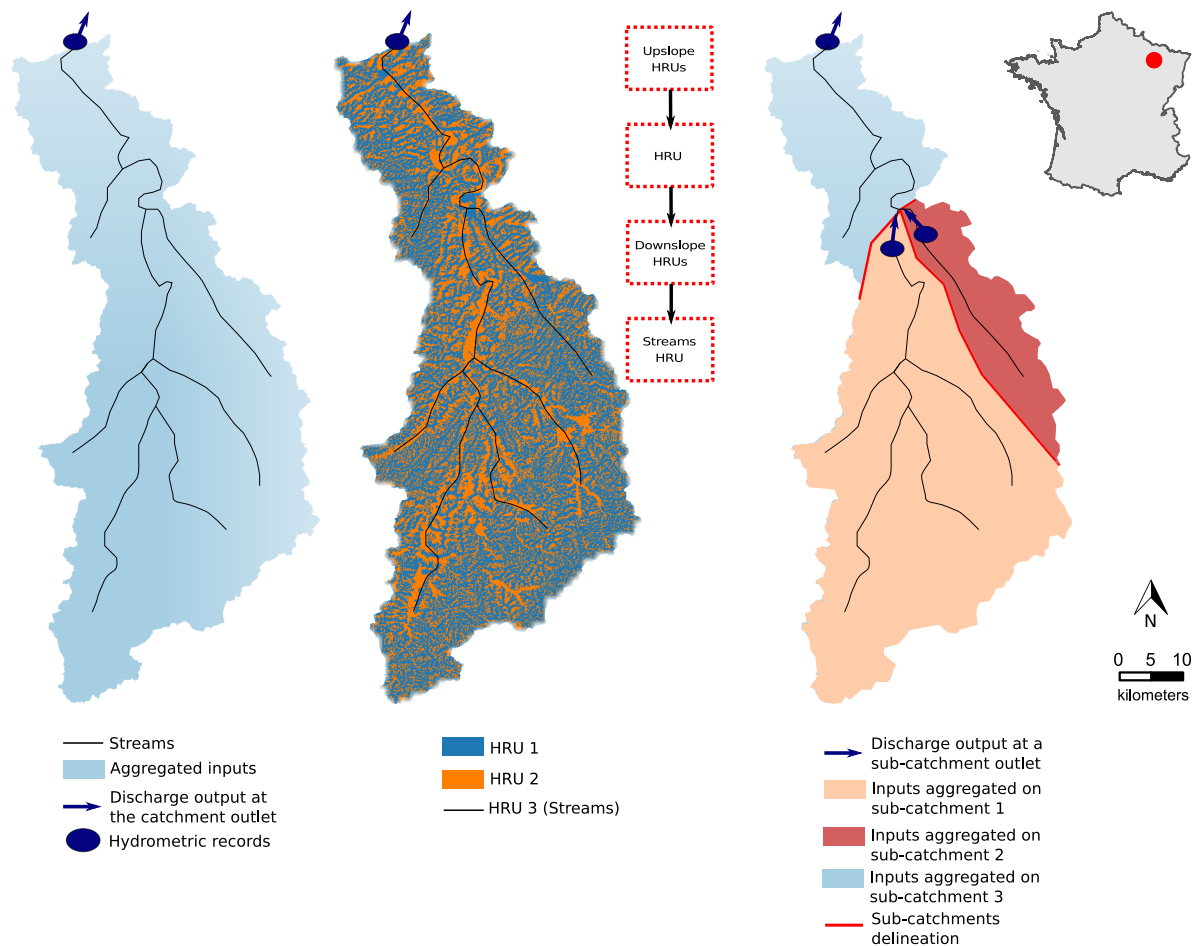 Upslope
HRUs
HRU
Downslope
HRUs
Streams
HRU
N
0 5 10
kilometers
Streams
Aggregated inputs
Discharge output at
the catchment outlet
Hydrometric records
HRU 1
HRU 2
HRU 3 (Streams)
Discharge output at a
sub-catchment outlet
Inputs aggregated on
sub-catchment 1
Inputs aggregated on
sub-catchment 2
Inputs aggregated on
sub-catchment 3
Sub-catchments
delineation